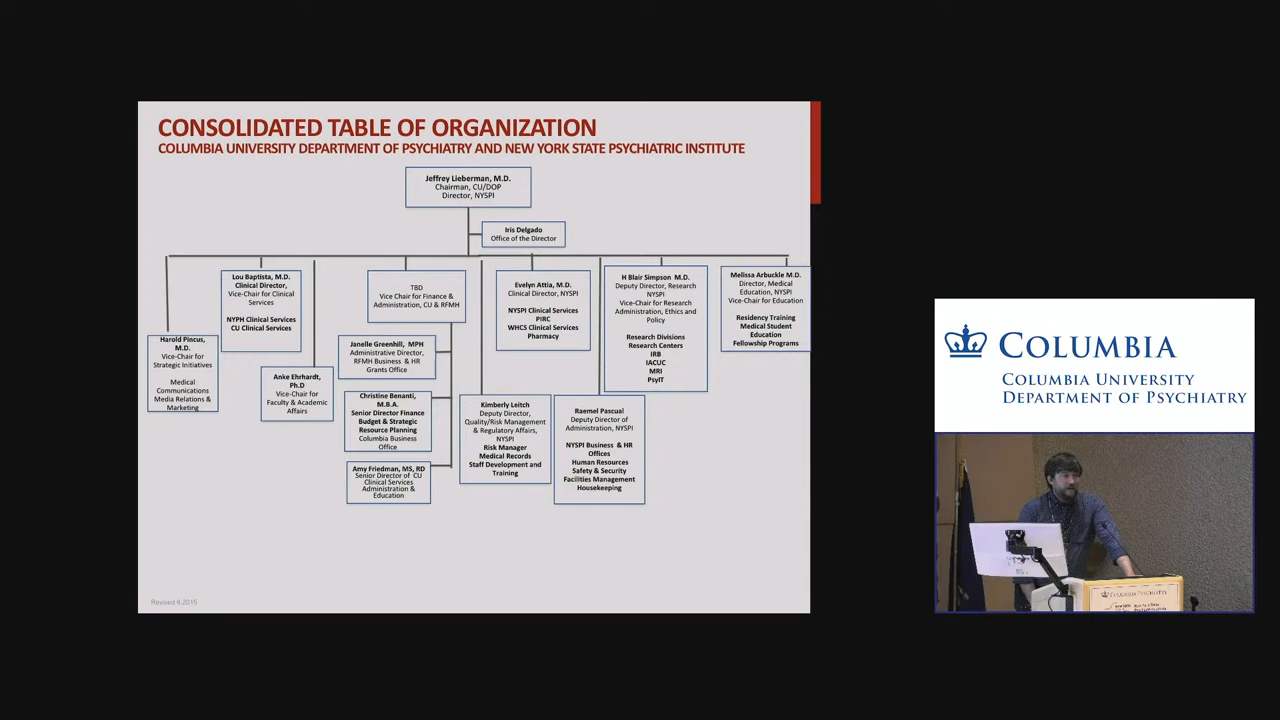 CONSOLIDATED TABLE OF ORGANIZATION
COLUMBIA UNIVERSITY DEPARTMENT OF PSYCHIATRY AND NEW YORK STATE PSYCHIATRIC INSTITUTE
Jeffrey Lieberman, M.D.
Chairman, CU/DOP
Director, NYSPI
Iris Delgado
Office of the Director
Harold Pincus,
M.D.
Vice-Chair for
Strategic Initiatives
Medical
Communications
Media Relations &
Marketing
Lou Baptista, M.D.
Clinical Director,
Vice-Chair for Clinical
Services
NYPH Clinical Services
CU Clinical Services
Anke Ehrhardt,
Ph.D
Vice-Chair for
Faculty & Academic
Affairs
TBD
Vice Chair for Finance &
Administration, CU & RFMH
Janelle Greenhill, MPH
Administrative Director,
RFMH Business & HR
Grants Office
Christine Benanti,
M.B.A.
Senior Director Finance
Budget & Strategic
Resource Planning
Columbia Business
Office
Amy Friedman, MS, RD
Senior Director of CU
Clinical Services
Administration &
Education
Kimberly Leitch
Deputy Director,
Quality/Risk Management
& Regulatory Affairs,
NYSPI
Risk Manager
Medical Records
Staff Development and
Training
Evelyn Attia, M.D.
Clinical Director, NYSPI
NYSPI Clinical Services
PIRC
WHCS Clinical Services
Pharmacy
Raemel Pascual
Deputy Director of
Administration, NYSPI
NYSPI Business & HR
Offices
Human Resources
Safety & Security
Facilities Management
Housekeeping
H Blair Simpson M.D.
Deputy Director, Research
NYSPI
Vice-Chair for Research
Administration, Ethics and
Policy
Research Divisions
Research Centers
IRB
IACUC
MRI
PsyIT
Melissa Arbuckle M.D.
Director, Medical
Education, NYSPI
Vice-Chair for Education
Residency Training
Medical Student
Education
Fellowship Programs
Revised 6.2015
COLUMBIA
COLUMBIA UNIVERSITY
DEPARTMENT OF PSYCHIATRY
COLUMBIA PSYCHIATRY